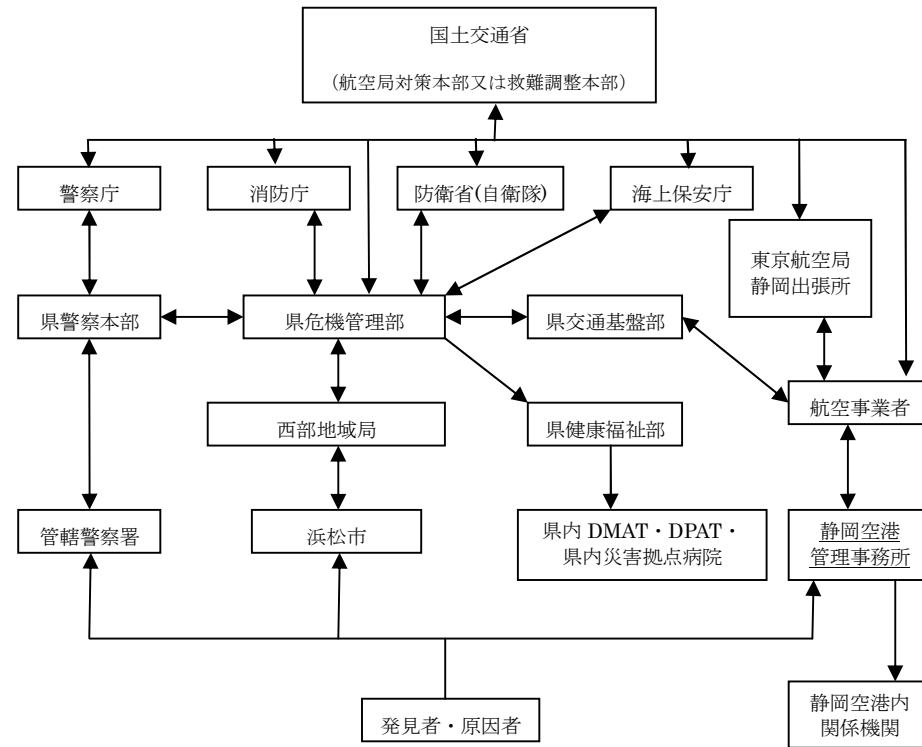 国土交通省
（航空局対策本部又は救難調整本部）
警察庁
消防庁
防衛省(自衛隊)
海上保安庁
東京航空局
静岡出張所
県警察本部
県危機管理部
県交通基盤部
航空事業者
西部地域局
県健康福祉部
管轄警察署
浜松市
県内 DMAT・DPAT・
県内災害拠点病院
静岡空港
管理事務所
発見者・原因者
静岡空港内
関係機関